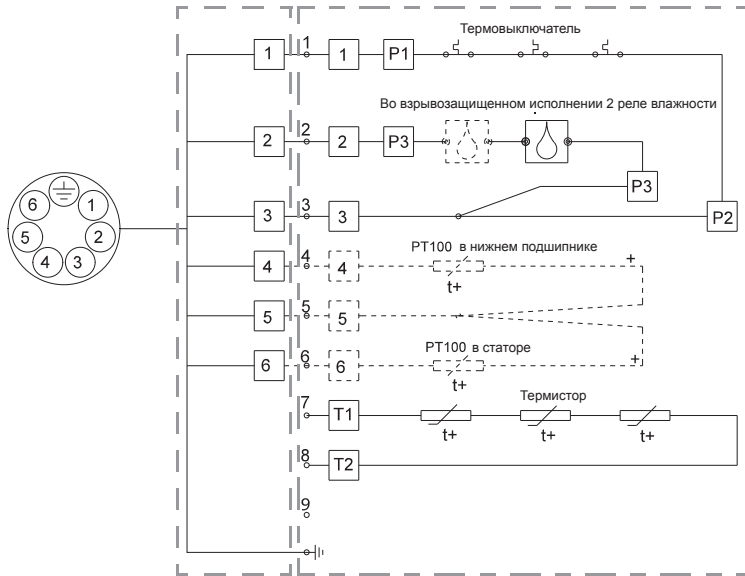 Термовыключатель
1 1 1 P1
Во взрывозащищенном исполнении 2 реле влажности
2 2 2 P3
P3
6 1
5 2
4 3
3 3 3 P2
PT100 в нижнем подшипнике
4 4 4 +
t+
5 5 5
PT100 в статоре
6 6 6 +
t+
Термистор
7 T1
t+ t+ t+
8 T2
9